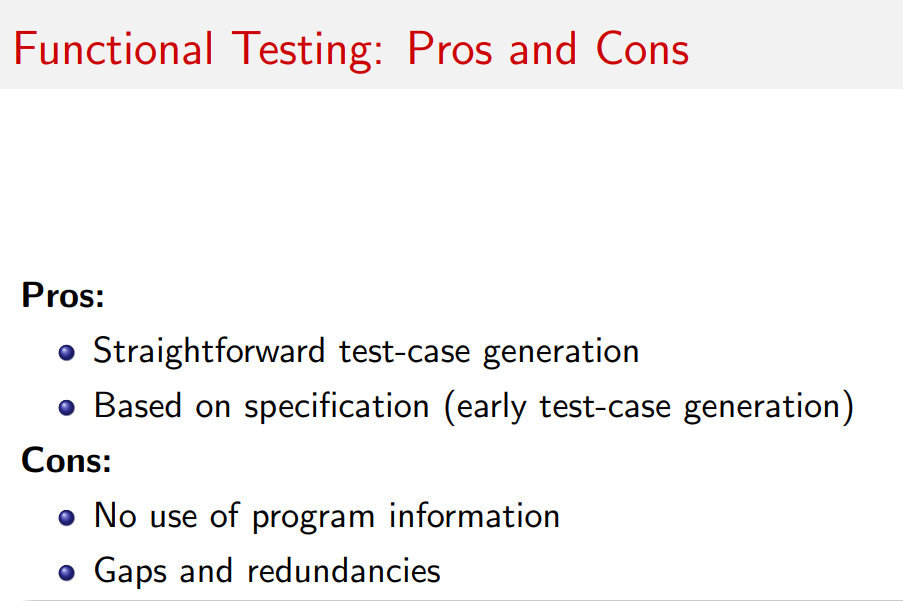 Functional Testing: Pros and Cons
Pros:
Straightforward test-case generation
Based on specification (early test-case generation)
Cons:
No use of program information
Gaps and redundancies